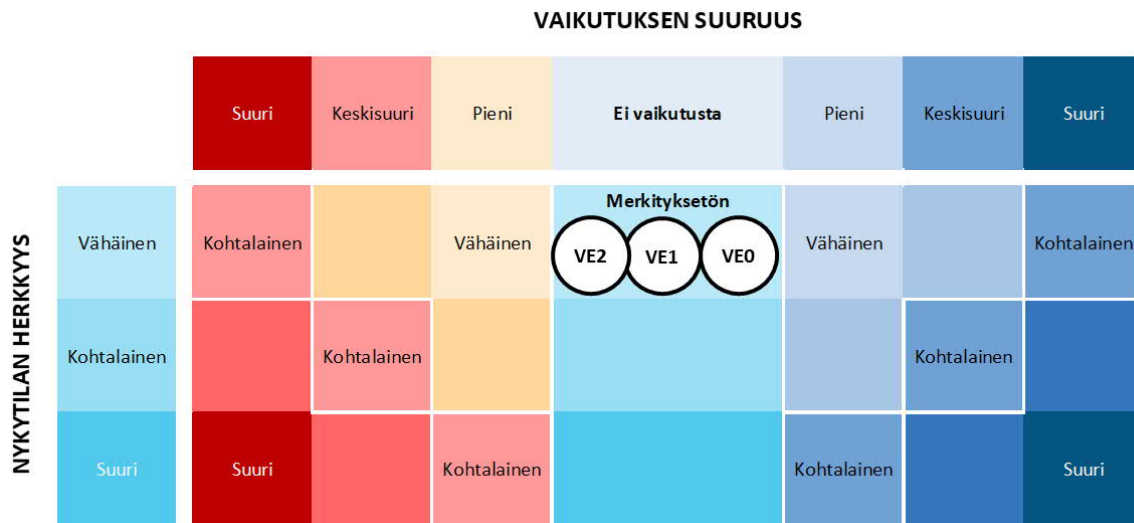 VAIKUTUKSEN SUURUUS
Suuri Keskisuuri Pieni Ei vaikutusta Pieni Keskisuuri Suuri
NYKYTILAN HERKKYYS
Merkityksetön
Vähäinen Kohtalainen Vähäinen VE2 VE1 VE0 Vähäinen Kohtalainen
Kohtalainen Kohtalainen Kohtalainen
Suuri Suuri Kohtalainen Kohtalainen Suuri